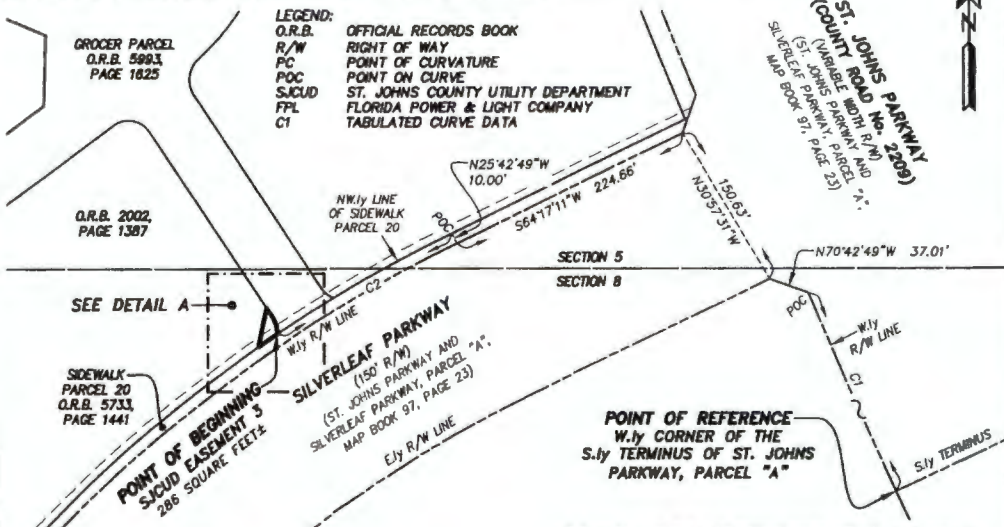 LEGEND:
O.R.B. OFFICIAL RECORDS BOOK
R/W RIGHT OF WAY
PC POINT OF CURVATURE
POC POINT ON CURVE
SJCUD ST. JOHNS COUNTY UTILITY DEPARTMENT
FPL FLORIDA POWER & LIGHT COMPANY
C1 TABULATED CURVE DATA
GROCER PARCEL
O.R.B. 5993,
PAGE 1625
ST. JOHNS PARKWAY
(COUNTY ROAD No. 2209)
(VARIABLE WIDTH R/W)
(ST. JOHNS PARKWAY AND
SILVERLEAF PARKWAY, PARCEL "A",
MAP BOOK 97, PAGE 23)
N
N25°42'49"W
10.00'
NW.ly LINE
OF SIDEWALK
PARCEL 20
POC
S64°17'11"W 224.66'
150.63'
N30°57'31"W
O.R.B. 2002,
PAGE 1387
SECTION 5
SECTION 8
N70°42'49"W 37.01'
POC
SEE DETAIL A
C2
W.ly R/W LINE
W.ly
R/W LINE
C1
SILVERLEAF PARKWAY
(150' R/W)
(ST. JOHNS PARKWAY AND
SILVERLEAF PARKWAY, PARCEL "A",
MAP BOOK 97, PAGE 23)
SIDEWALK
PARCEL 20
O.R.B. 5733,
PAGE 1441
POINT OF BEGINNING
SJCUD EASEMENT 3
286 SQUARE FEET±
E.ly R/W LINE
POINT OF REFERENCE
W.ly CORNER OF THE
S.ly TERMINUS OF ST. JOHNS
PARKWAY, PARCEL "A"
S.ly TERMINUS